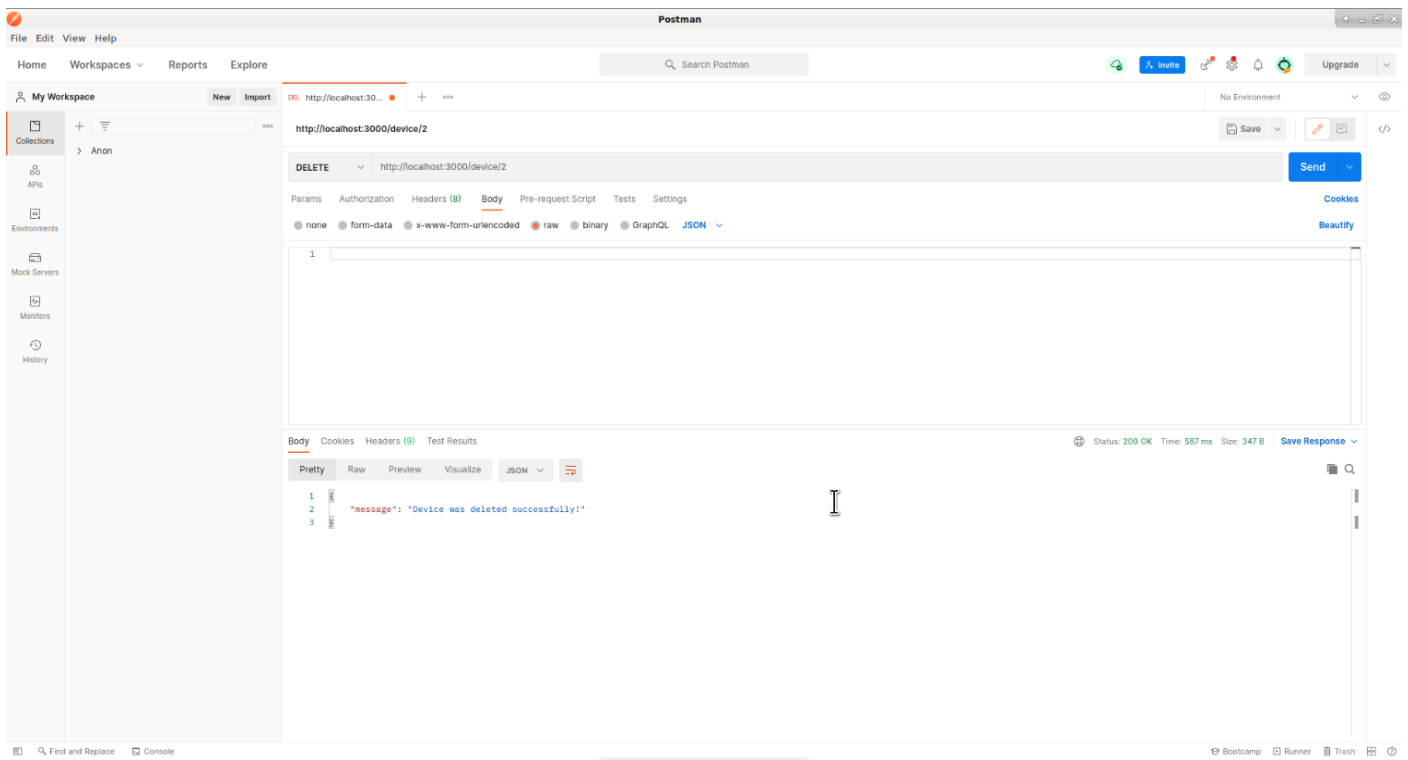 Postman
File Edit View Help
Home Workspaces Reports Explore Search Postman Invite Upgrade
My Workspace New Import DEL http://localhost:30... No Environment
Collections
http://localhost:3000/device/2 Save
Anon
DELETE http://localhost:3000/device/2 Send
APIs
Params Authorization Headers (8) Body Pre-request Script Tests Settings Cookies
Environments
none form-data x-www-form-urlencoded raw binary GraphQL JSON Beautify
1
Mock Servers
Monitors
History
Body Cookies Headers (9) Test Results Status: 200 OK Time: 587 ms Size: 347 B Save Response
Pretty Raw Preview Visualize JSON
1 {
2 "message": "Device was deleted successfully!"
3 }
Find and Replace Console Bootcamp Runner Trash